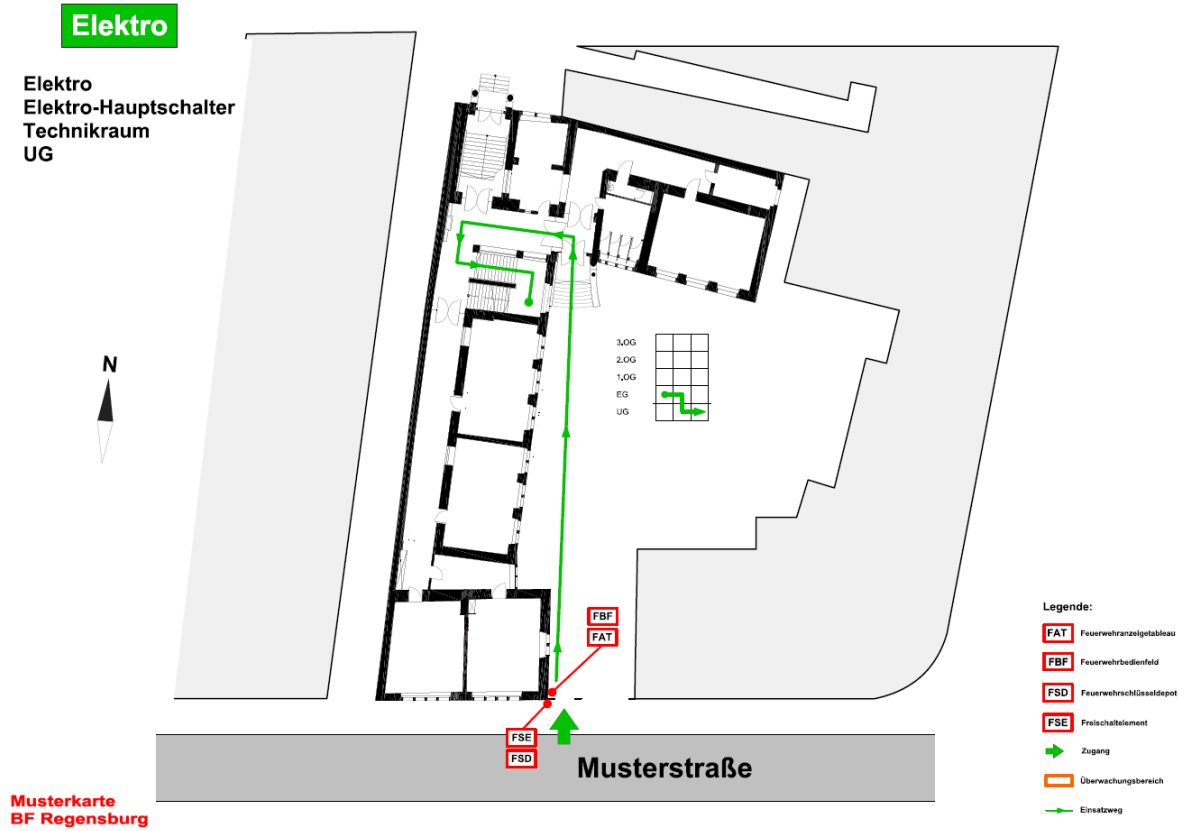 Elektro
Elektro
Elektro-Hauptschalter
Technikraum
UG
N
3.OG
2.OG
1.OG
EG
UG
FBF
FAT
FSE
FSD
Musterstraße
Musterkarte
BF Regensburg
Legende:
FAT Feuerwehranzeigetableau
FBF Feuerwehrbedienfeld
FSD Feuerwehrschlüsseldepot
FSE Freischaltelement
Zugang
Überwachungsbereich
Einsatzweg